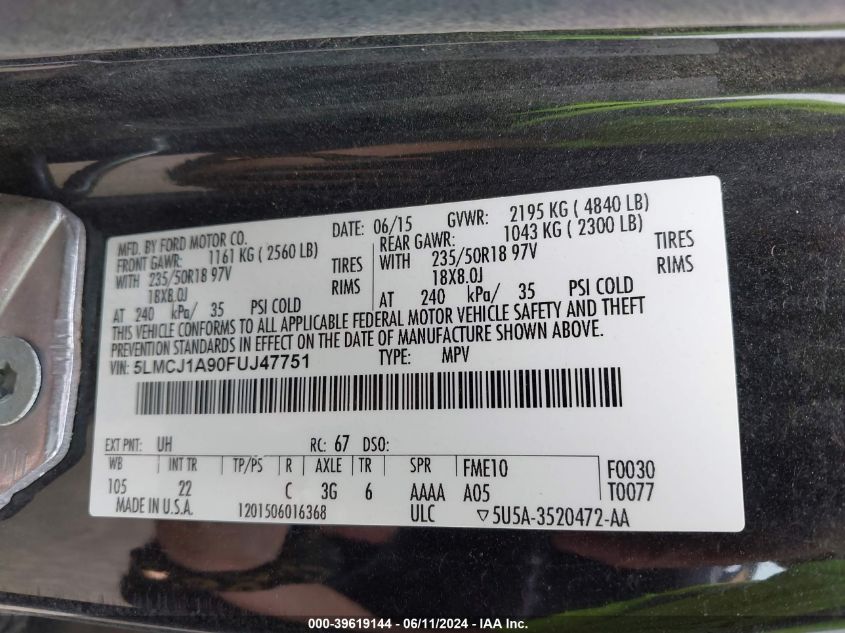 MFD. BY FORD MOTOR CO. DATE: 06/15 GVWR: 2195 KG ( 4840 LB)
FRONT GAWR: 1161 KG ( 2560 LB) REAR GAWR: 1043 KG ( 2300 LB)
WITH 235/50R18 97V TIRES WITH 235/50R18 97V TIRES
18X8.0J RIMS 18X8.0J RIMS
AT 240 kPa/ 35 PSI COLD AT 240 kPa/ 35 PSI COLD
THIS VEHICLE CONFORMS TO ALL APPLICABLE FEDERAL MOTOR VEHICLE SAFETY AND THEFT
PREVENTION STANDARDS IN EFFECT ON THE DATE OF MANUFACTURE SHOWN ABOVE.
VIN: 5LMCJ1A90FUJ47751 TYPE: MPV
EXT PNT: UH RC: 67 DSO:
WB INT TR TP/PS R AXLE TR SPR FME10 F0030
105 22 C 3G 6 AAAA A05 T0077
MADE IN U.S.A. 1201506016368 ULC ▽5U5A-3520472-AA
000-39619144 - 06/11/2024 - IAA Inc.